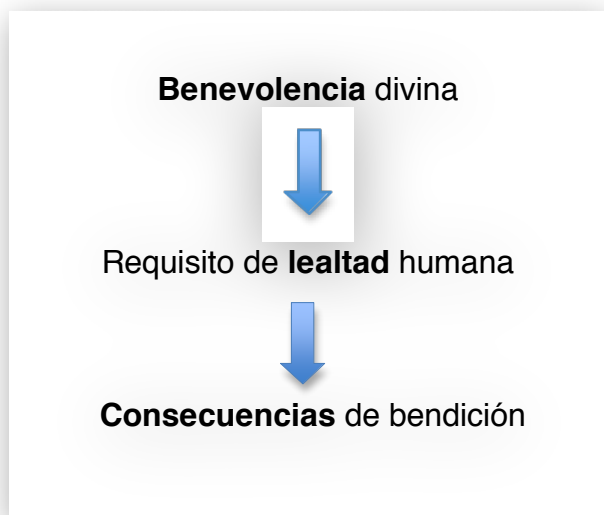 Benevolencia divina
Requisito de lealtad humana
Consecuencias de bendición